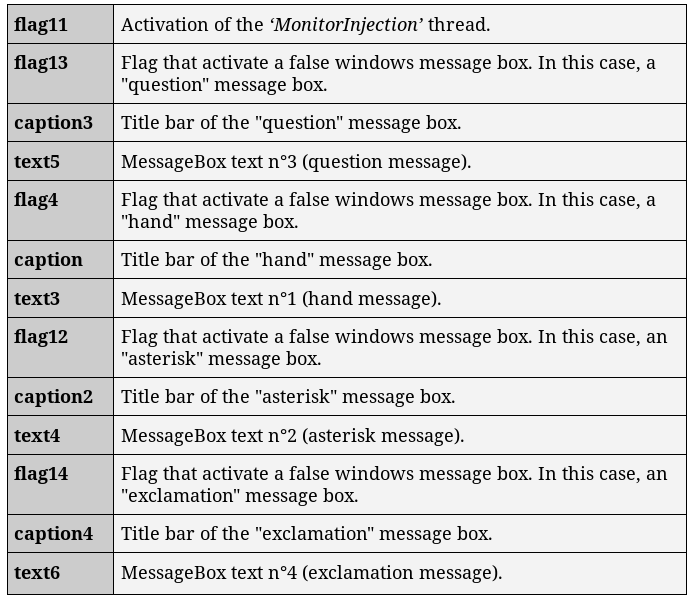 flag11 Activation of the ‘MonitorInjection’ thread.
flag13 Flag that activate a false windows message box. In this case, a
"question" message box.
caption3 Title bar of the "question" message box.
text5 MessageBox text n°3 (question message).
flag4 Flag that activate a false windows message box. In this case, a
"hand" message box.
caption Title bar of the "hand" message box.
text3 MessageBox text n°1 (hand message).
flag12 Flag that activate a false windows message box. In this case, an
"asterisk" message box.
caption2 Title bar of the "asterisk" message box.
text4 MessageBox text n°2 (asterisk message).
flag14 Flag that activate a false windows message box. In this case, an
"exclamation" message box.
caption4 Title bar of the "exclamation" message box.
text6 MessageBox text n°4 (exclamation message).